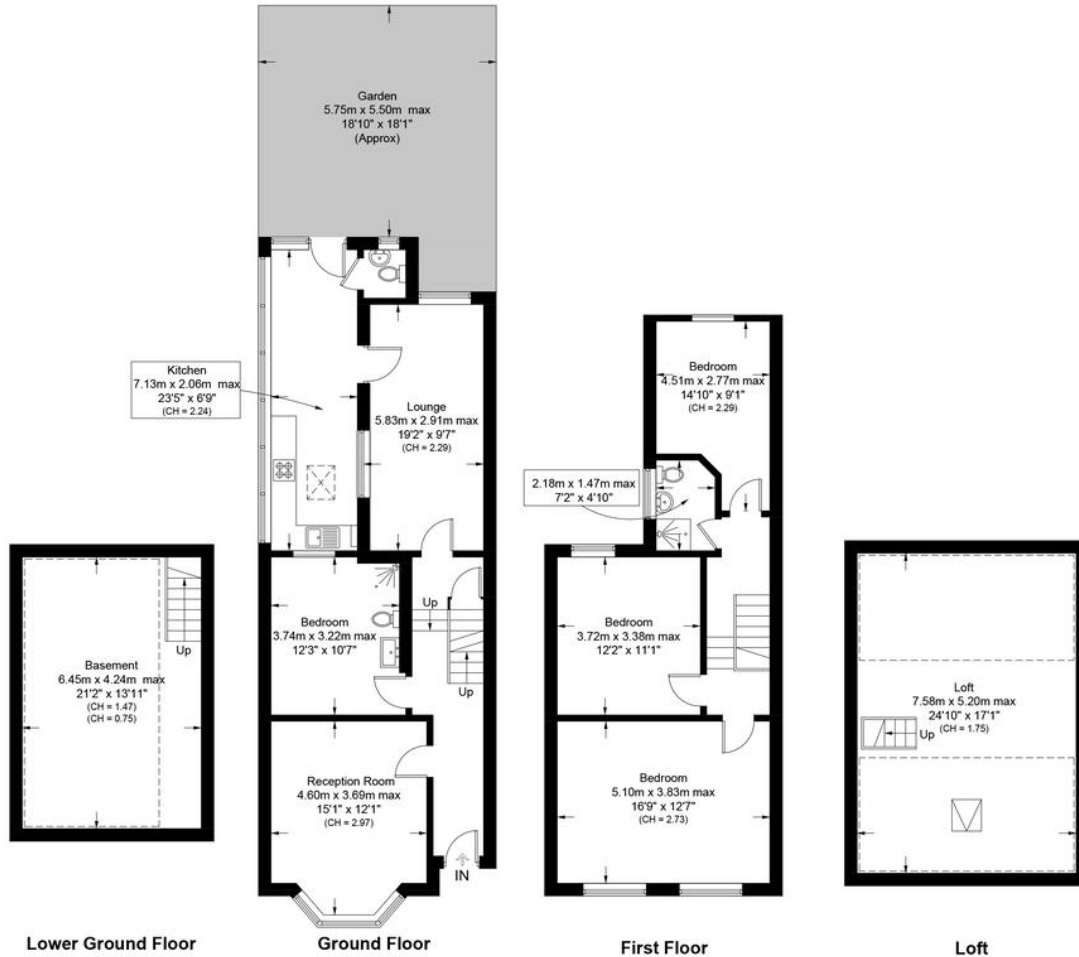 Garden
5.75m x 5.50m max
18'10" x 18'1"
(Approx)
Kitchen
7.13m x 2.06m max
23'5" x 6'9"
(CH = 2.24)
Lounge
5.83m x 2.91m max
19'2" x 9'7"
(CH = 2.29)
Bedroom
3.74m x 3.22m max
12'3" x 10'7"
Up
Up
Reception Room
4.60m x 3.69m max
15'1" x 12'1"
(CH = 2.97)
IN
Basement
6.45m x 4.24m max
21'2" x 13'11"
(CH = 1.47)
(CH = 0.75)
Up
Bedroom
4.51m x 2.77m max
14'10" x 9'1"
(CH = 2.29)
2.18m x 1.47m max
7'2" x 4'10"
Bedroom
3.72m x 3.38m max
12'2" x 11'1"
Bedroom
5.10m x 3.83m max
16'9" x 12'7"
(CH = 2.73)
Loft
7.58m x 5.20m max
24'10" x 17'1"
(CH = 1.75)
Up
Lower Ground Floor
Ground Floor
First Floor
Loft